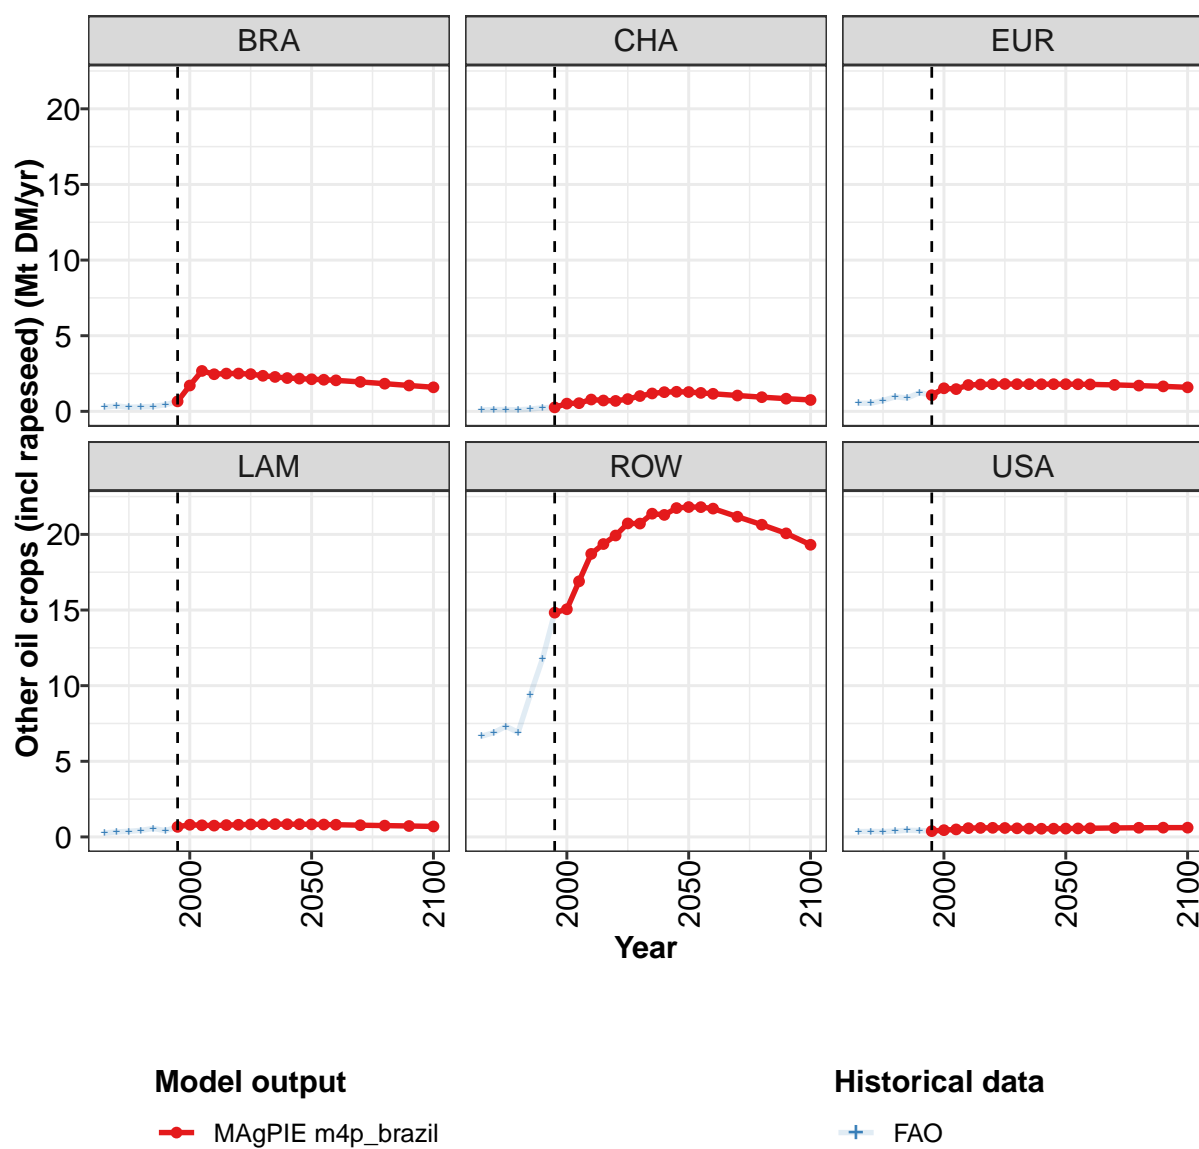 BRA CHA EUR
20
15
10
5
0
LAM ROW USA
20
15
10
5
0
Other oil crops (incl rapeseed) (Mt DM/yr)
2000 2050 2100 2000 2050 2100 2000 2050 2100
Year
Model output Historical data
MAgPIE m4p_brazil FAO